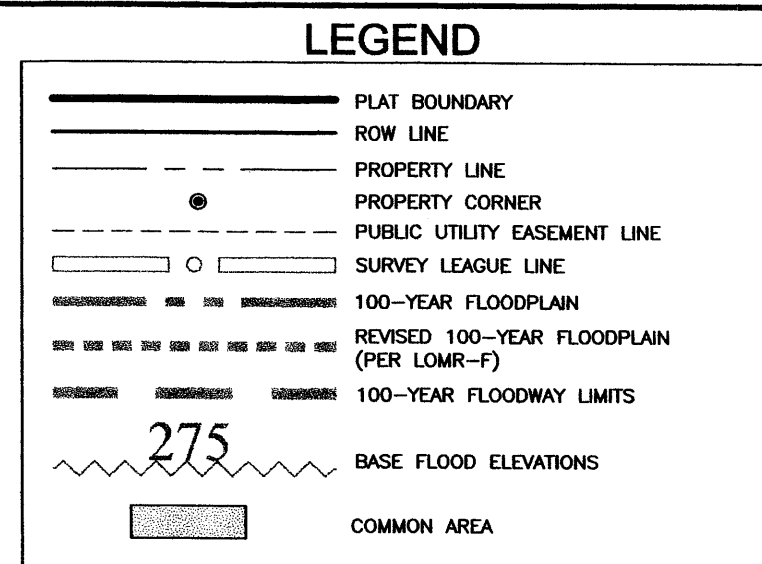 LEGEND
PLAT BOUNDARY
ROW LINE
PROPERTY LINE
PROPERTY CORNER
PUBLIC UTILITY EASEMENT LINE
SURVEY LEAGUE LINE
100-YEAR FLOODPLAIN
REVISED 100-YEAR FLOODPLAIN
(PER LOMR-F)
100-YEAR FLOODWAY LIMITS
275
BASE FLOOD ELEVATIONS
COMMON AREA